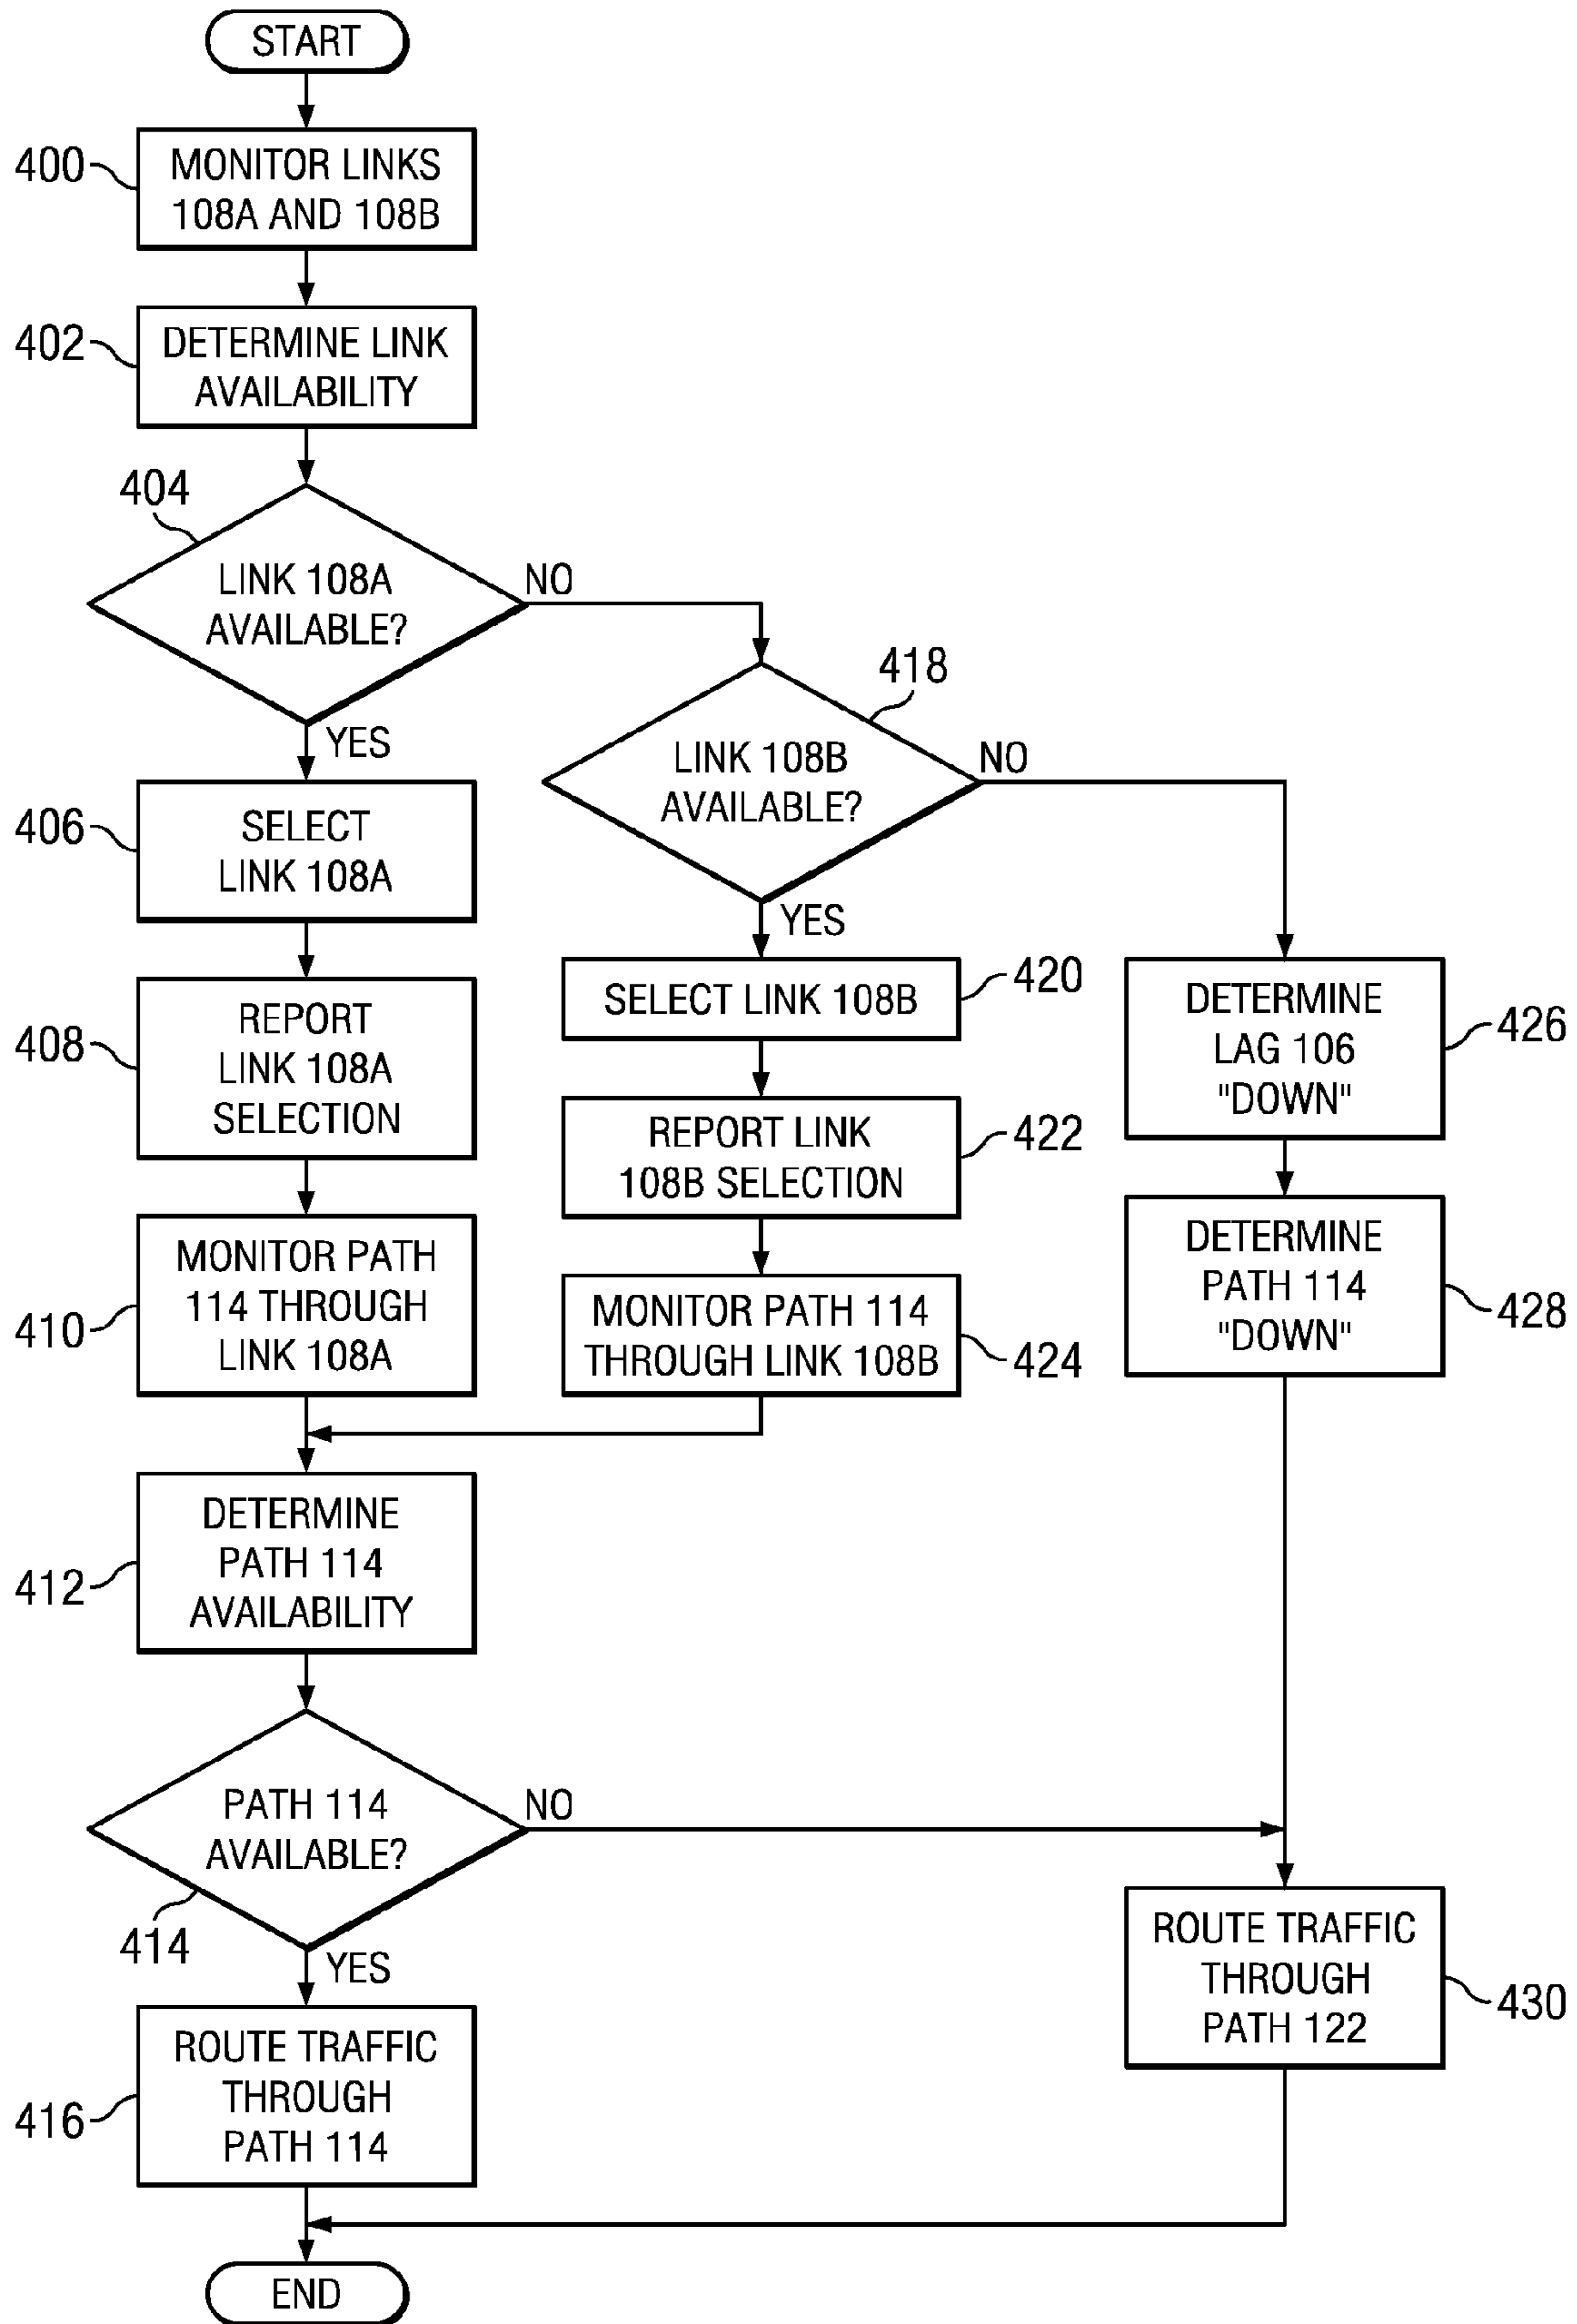 START
400
MONITOR LINKS
108A AND 108B
402
DETERMINE LINK
AVAILABILITY
404
LINK 108A
AVAILABLE?
NO
YES
418
LINK 108B
AVAILABLE?
NO
YES
406
SELECT
LINK 108A
408
REPORT
LINK 108A
SELECTION
410
MONITOR PATH
114 THROUGH
LINK 108A
SELECT LINK 108B
420
REPORT LINK
108B SELECTION
422
MONITOR PATH 114
THROUGH LINK 108B
424
DETERMINE
LAG 106
"DOWN"
426
DETERMINE
PATH 114
"DOWN"
428
412
DETERMINE
PATH 114
AVAILABILITY
PATH 114
AVAILABLE?
NO
414
YES
416
ROUTE TRAFFIC
THROUGH
PATH 114
ROUTE TRAFFIC
THROUGH
PATH 122
430
END